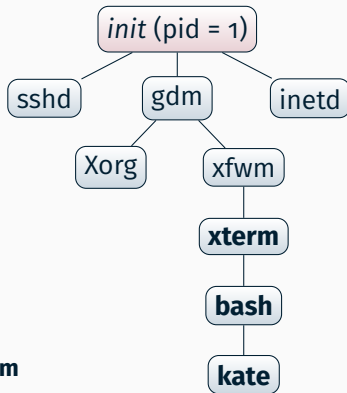 init (pid = 1)
sshd gdm inetd
Xorg xfwm
xterm
bash
m
kate